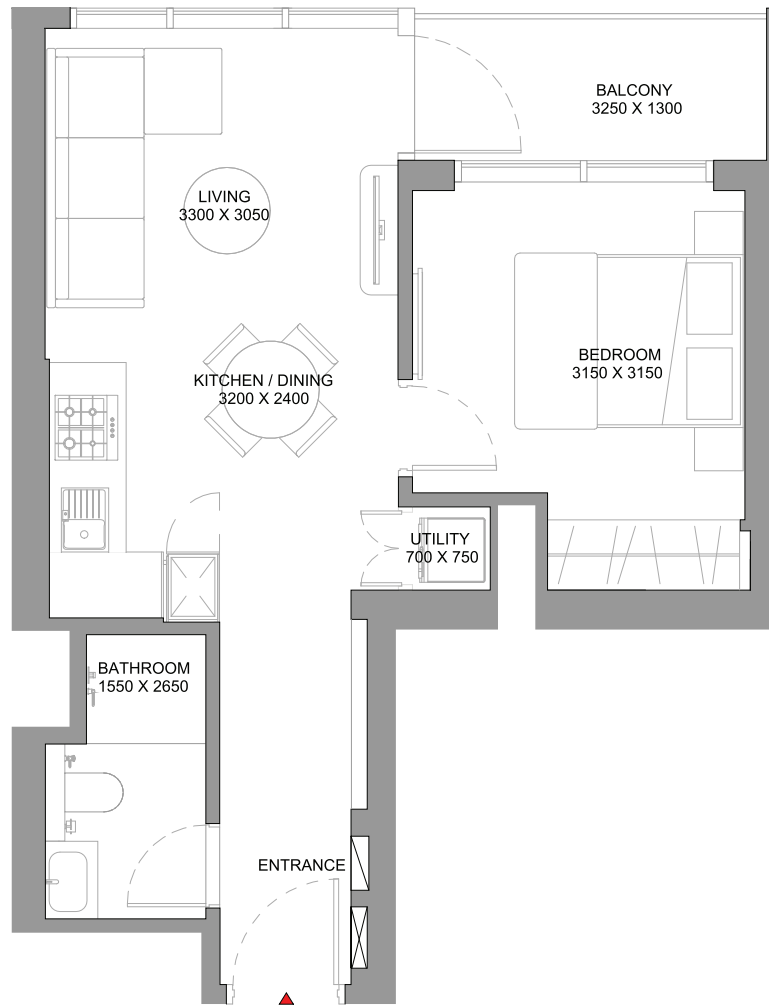 BALCONY
3250 X 1300
LIVING
3300 X 3050
BEDROOM
3150 X 3150
KITCHEN / DINING
3200 X 2400
UTILITY
700 X 750
BATHROOM
1550 X 2650
ENTRANCE